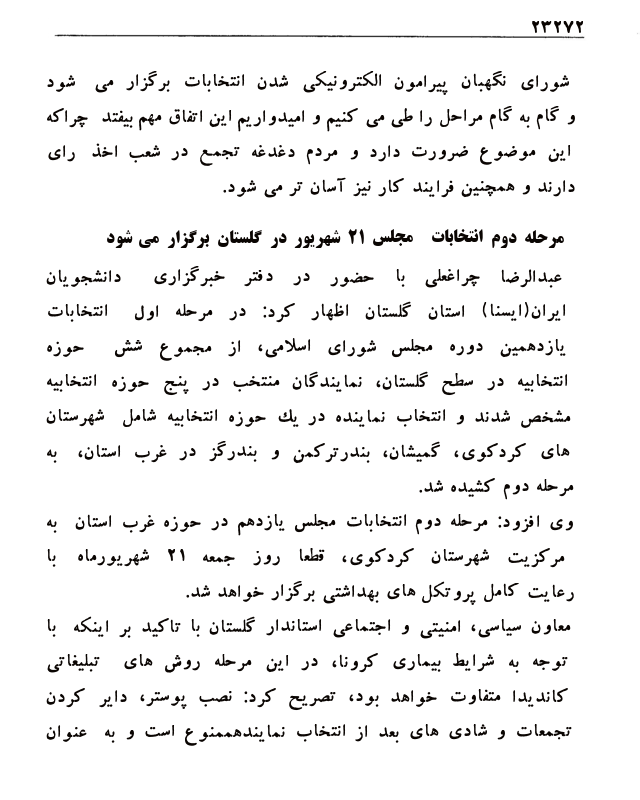 ۲۳۲۷۲
شورای نگهبان پیرامون الکترونیکی شدن انتخابات برگزار می شود
و گام به گام مراحل را طی می کنیم و امیدواریم این اتفاق مهم بیفتد چراکه
این موضوع ضرورت دارد و مردم دغدغه تجمع در شعب اخذ رای
دارند و همچنین فرایند کار نیز آسان تر می شود.
مرحله دوم انتخابات مجلس ۲۱ شهریور در گلستان برگزار می شود
عبدالرضا چراغعلی با حضور در دفتر خبرگزاری دانشجویان
ایران(ایسنا) استان گلستان اظهار کرد: در مرحله اول انتخابات
یازدهمین دوره مجلس شورای اسلامی، از مجموع شش حوزه
انتخابیه در سطح گلستان، نمایندگان منتخب در پنج حوزه انتخابیه
مشخص شدند و انتخاب نماینده در یك حوزه انتخابیه شامل شهرستان
های کردکوی، گمیشان، بندرترکمن و بندرگز در غرب استان، به
مرحله دوم کشیده شد.
وی افزود: مرحله دوم انتخابات مجلس یازدهم در حوزه غرب استان به
مرکزیت شهرستان کردکوی، قطعا روز جمعه ۲۱ شهریورماه با
رعایت کامل پروتکل های بهداشتی برگزار خواهد شد.
معاون سیاسی، امنیتی و اجتماعی استاندار گلستان با تاکید بر اینکه با
توجه به شرایط بیماری کرونا، در این مرحله روش های تبلیغاتی
کاندیدا متفاوت خواهد بود، تصریح کرد: نصب پوستر، دایر کردن
تجمعات و شادی های بعد از انتخاب نمایندهممنوع است و به عنوان